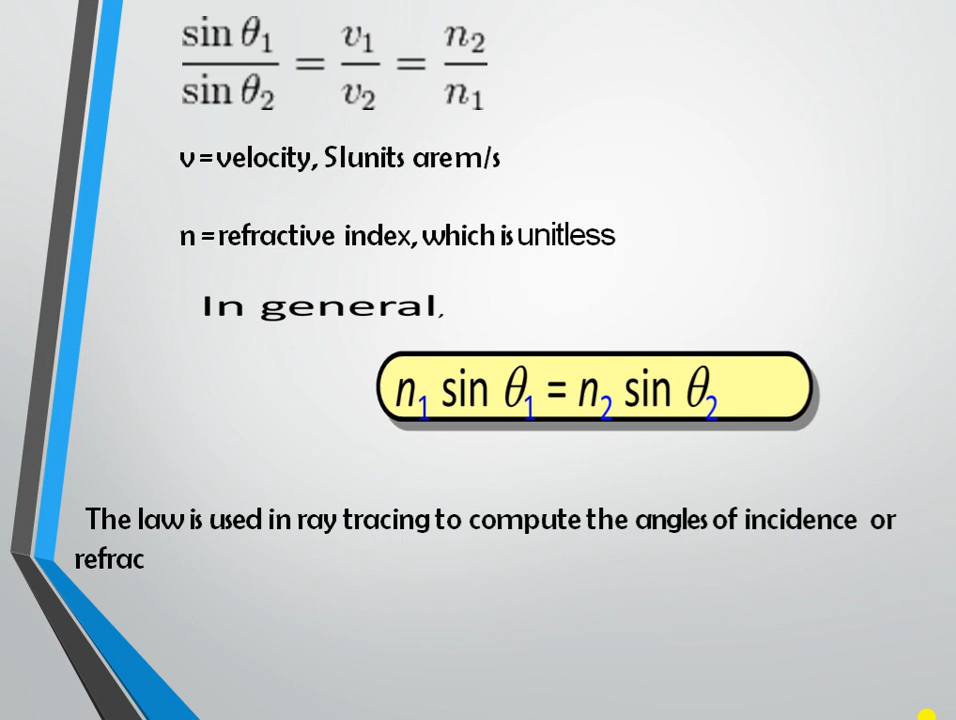 sin θ₁ / sin θ₂ = v₁ / v₂ = n₂ / n₁
v = velocity, SI units are m/s
n = refractive index, which is unitless
In general,
n₁ sin θ₁ = n₂ sin θ₂
The law is used in ray tracing to compute the angles of incidence or
refrac